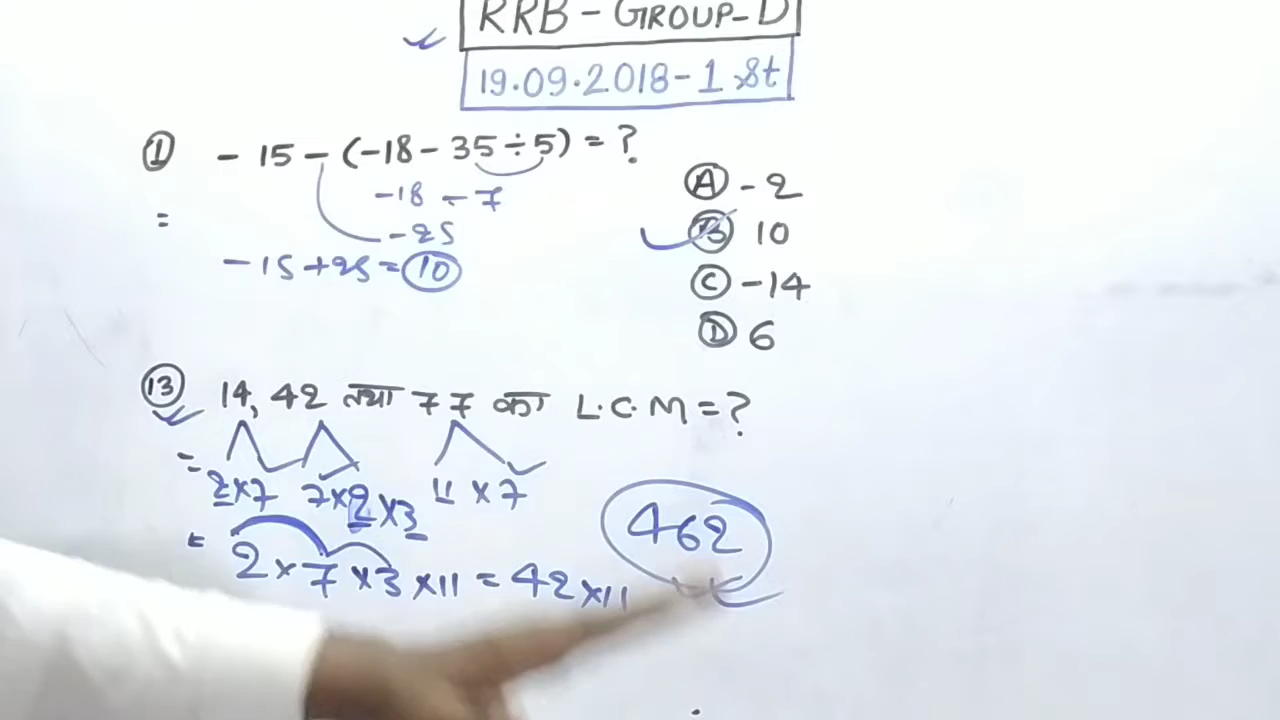 RRB - GROUP - D
19.09.2018 - 1 st
① - 15 - (-18 - 35 ÷ 5) = ?
-18 - 7
=
-25
-15 + 25 = 10
Ⓐ -2
Ⓑ 10
Ⓒ -14
Ⓓ 6
⑬ 14, 42 तथा 77 का L.C.M = ?
= 2 × 7 7 × 2 × 3 11 × 7
= 2 × 7 × 3 × 11 = 42 × 11
462